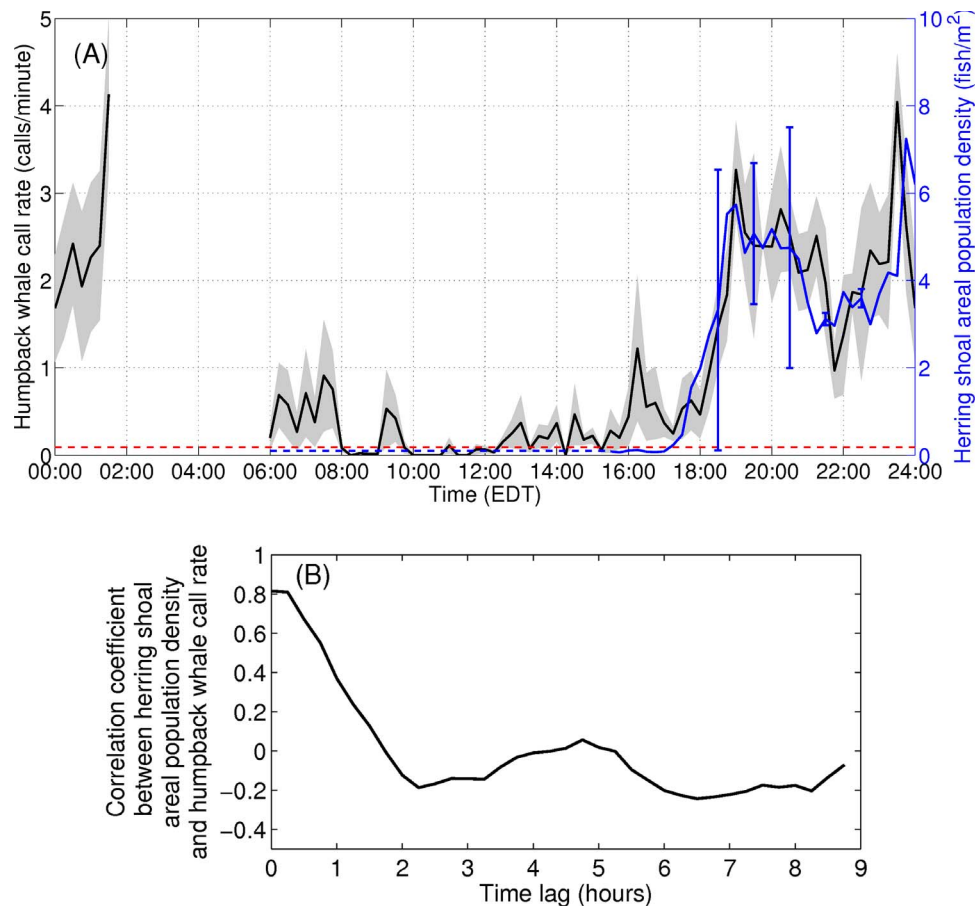 (A)
5
4
3
2
1
0
Humpback whale call rate (calls/minute)
10
8
6
4
2
0
Herring shoal areal population density (fish/m²)
00:00 02:00 04:00 06:00 08:00 10:00 12:00 14:00 16:00 18:00 20:00 22:00 24:00
Time (EDT)
(B)
Correlation coefficient
between herring shoal
areal population density
and humpback whale call rate
1
0.8
0.6
0.4
0.2
0
−0.2
−0.4
0 1 2 3 4 5 6 7 8 9
Time lag (hours)